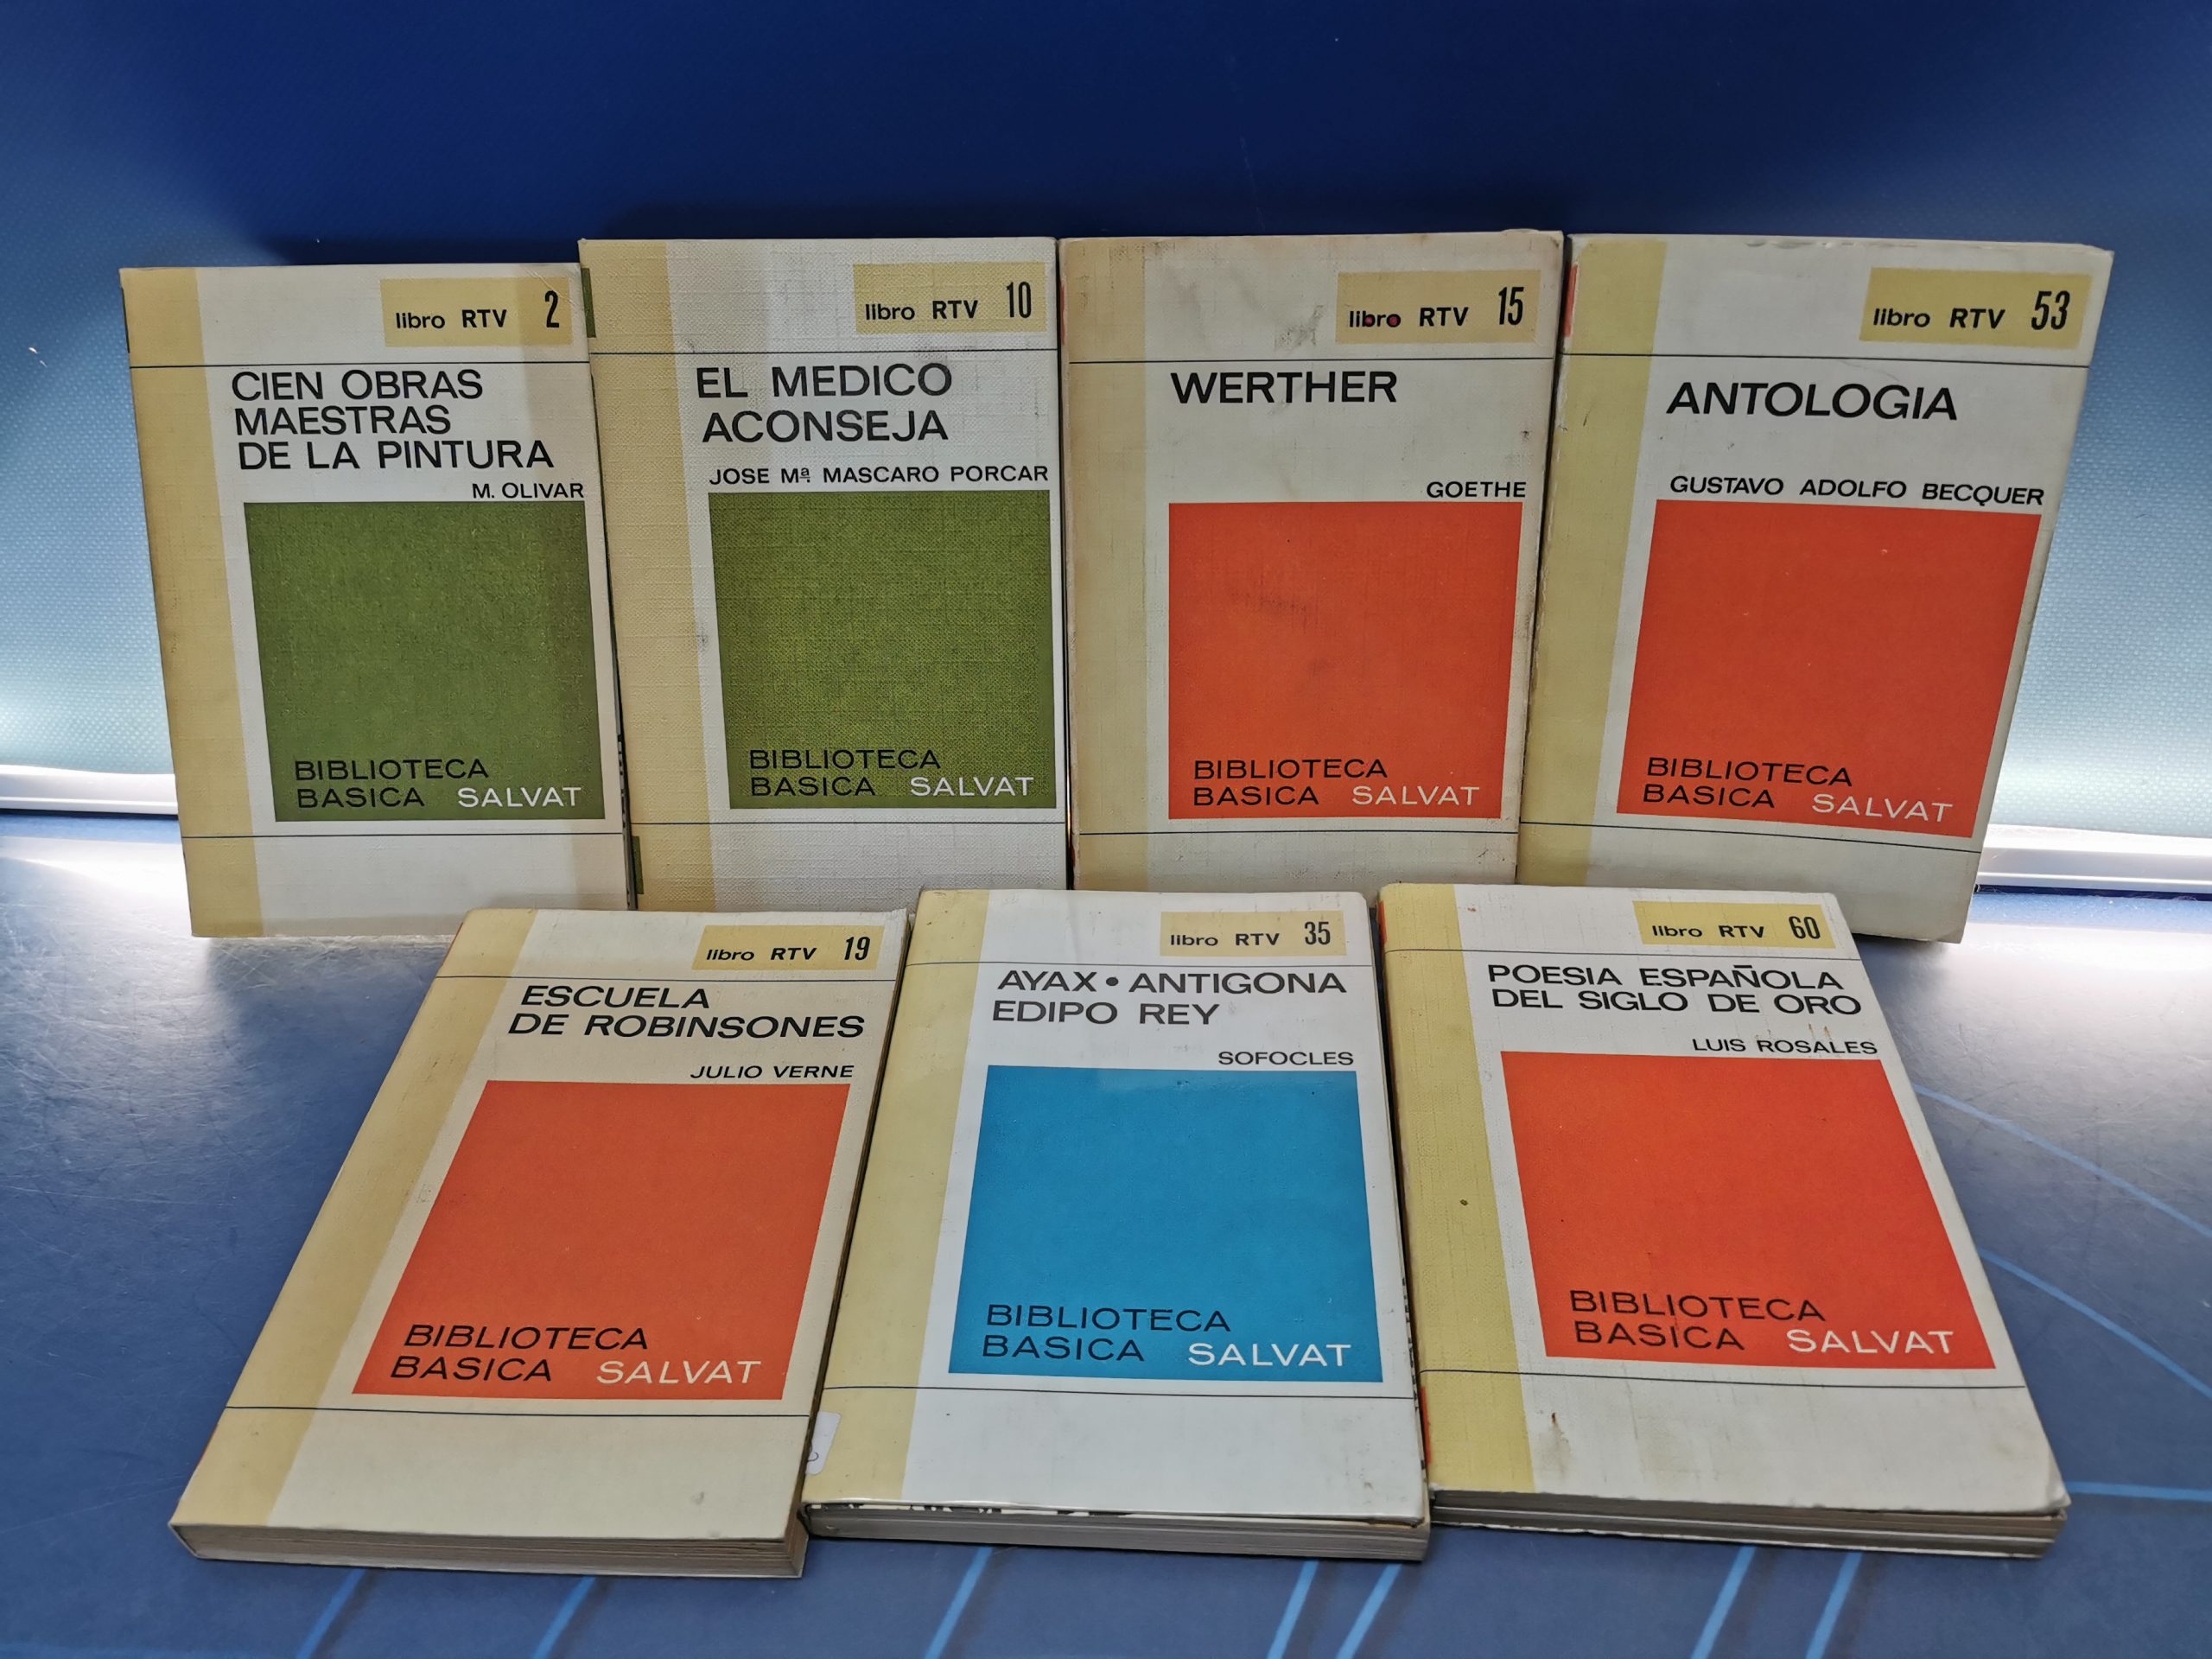 libro RTV 2
CIEN OBRAS
MAESTRAS
DE LA PINTURA
M. OLIVAR
BIBLIOTECA
BASICA SALVAT
libro RTV 10
EL MEDICO
ACONSEJA
JOSE Mª MASCARO PORCAR
BIBLIOTECA
BASICA SALVAT
libro RTV 15
WERTHER
GOETHE
BIBLIOTECA
BASICA SALVAT
libro RTV 53
ANTOLOGIA
GUSTAVO ADOLFO BECQUER
BIBLIOTECA
BASICA SALVAT
libro RTV 19
ESCUELA
DE ROBINSONES
JULIO VERNE
BIBLIOTECA
BASICA SALVAT
libro RTV 35
AYAX • ANTIGONA
EDIPO REY
SOFOCLES
BIBLIOTECA
BASICA SALVAT
libro RTV 60
POESIA ESPAÑOLA
DEL SIGLO DE ORO
LUIS ROSALES
BIBLIOTECA
BASICA SALVAT